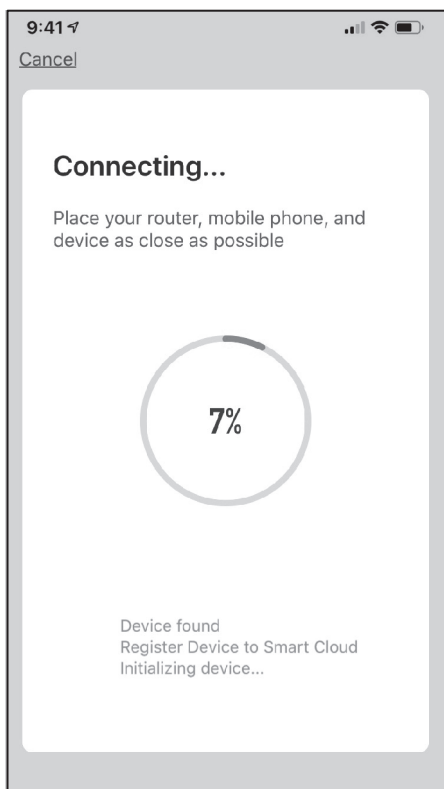 9:41
Cancel
Connecting...
Place your router, mobile phone, and
device as close as possible
7%
Device found
Register Device to Smart Cloud
Initializing device...